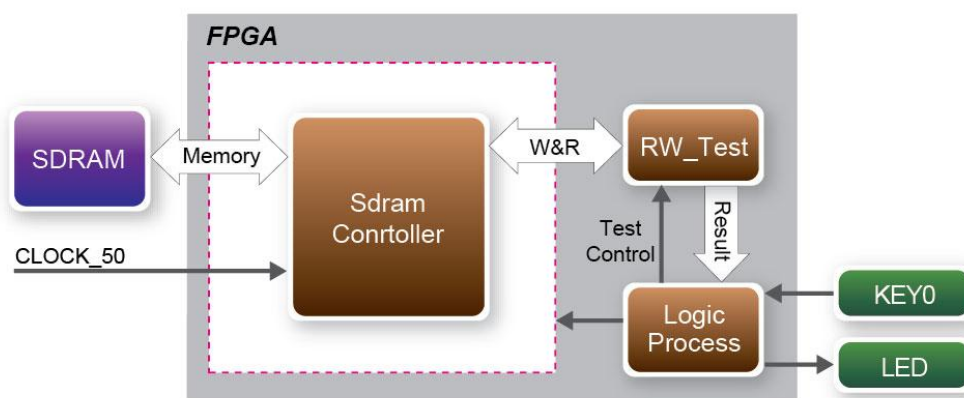 FPGA
SDRAM
Memory
Sdram
Conrtoller
W&R
RW_Test
CLOCK_50
Test
Control
Result
Logic
Process
KEY0
LED